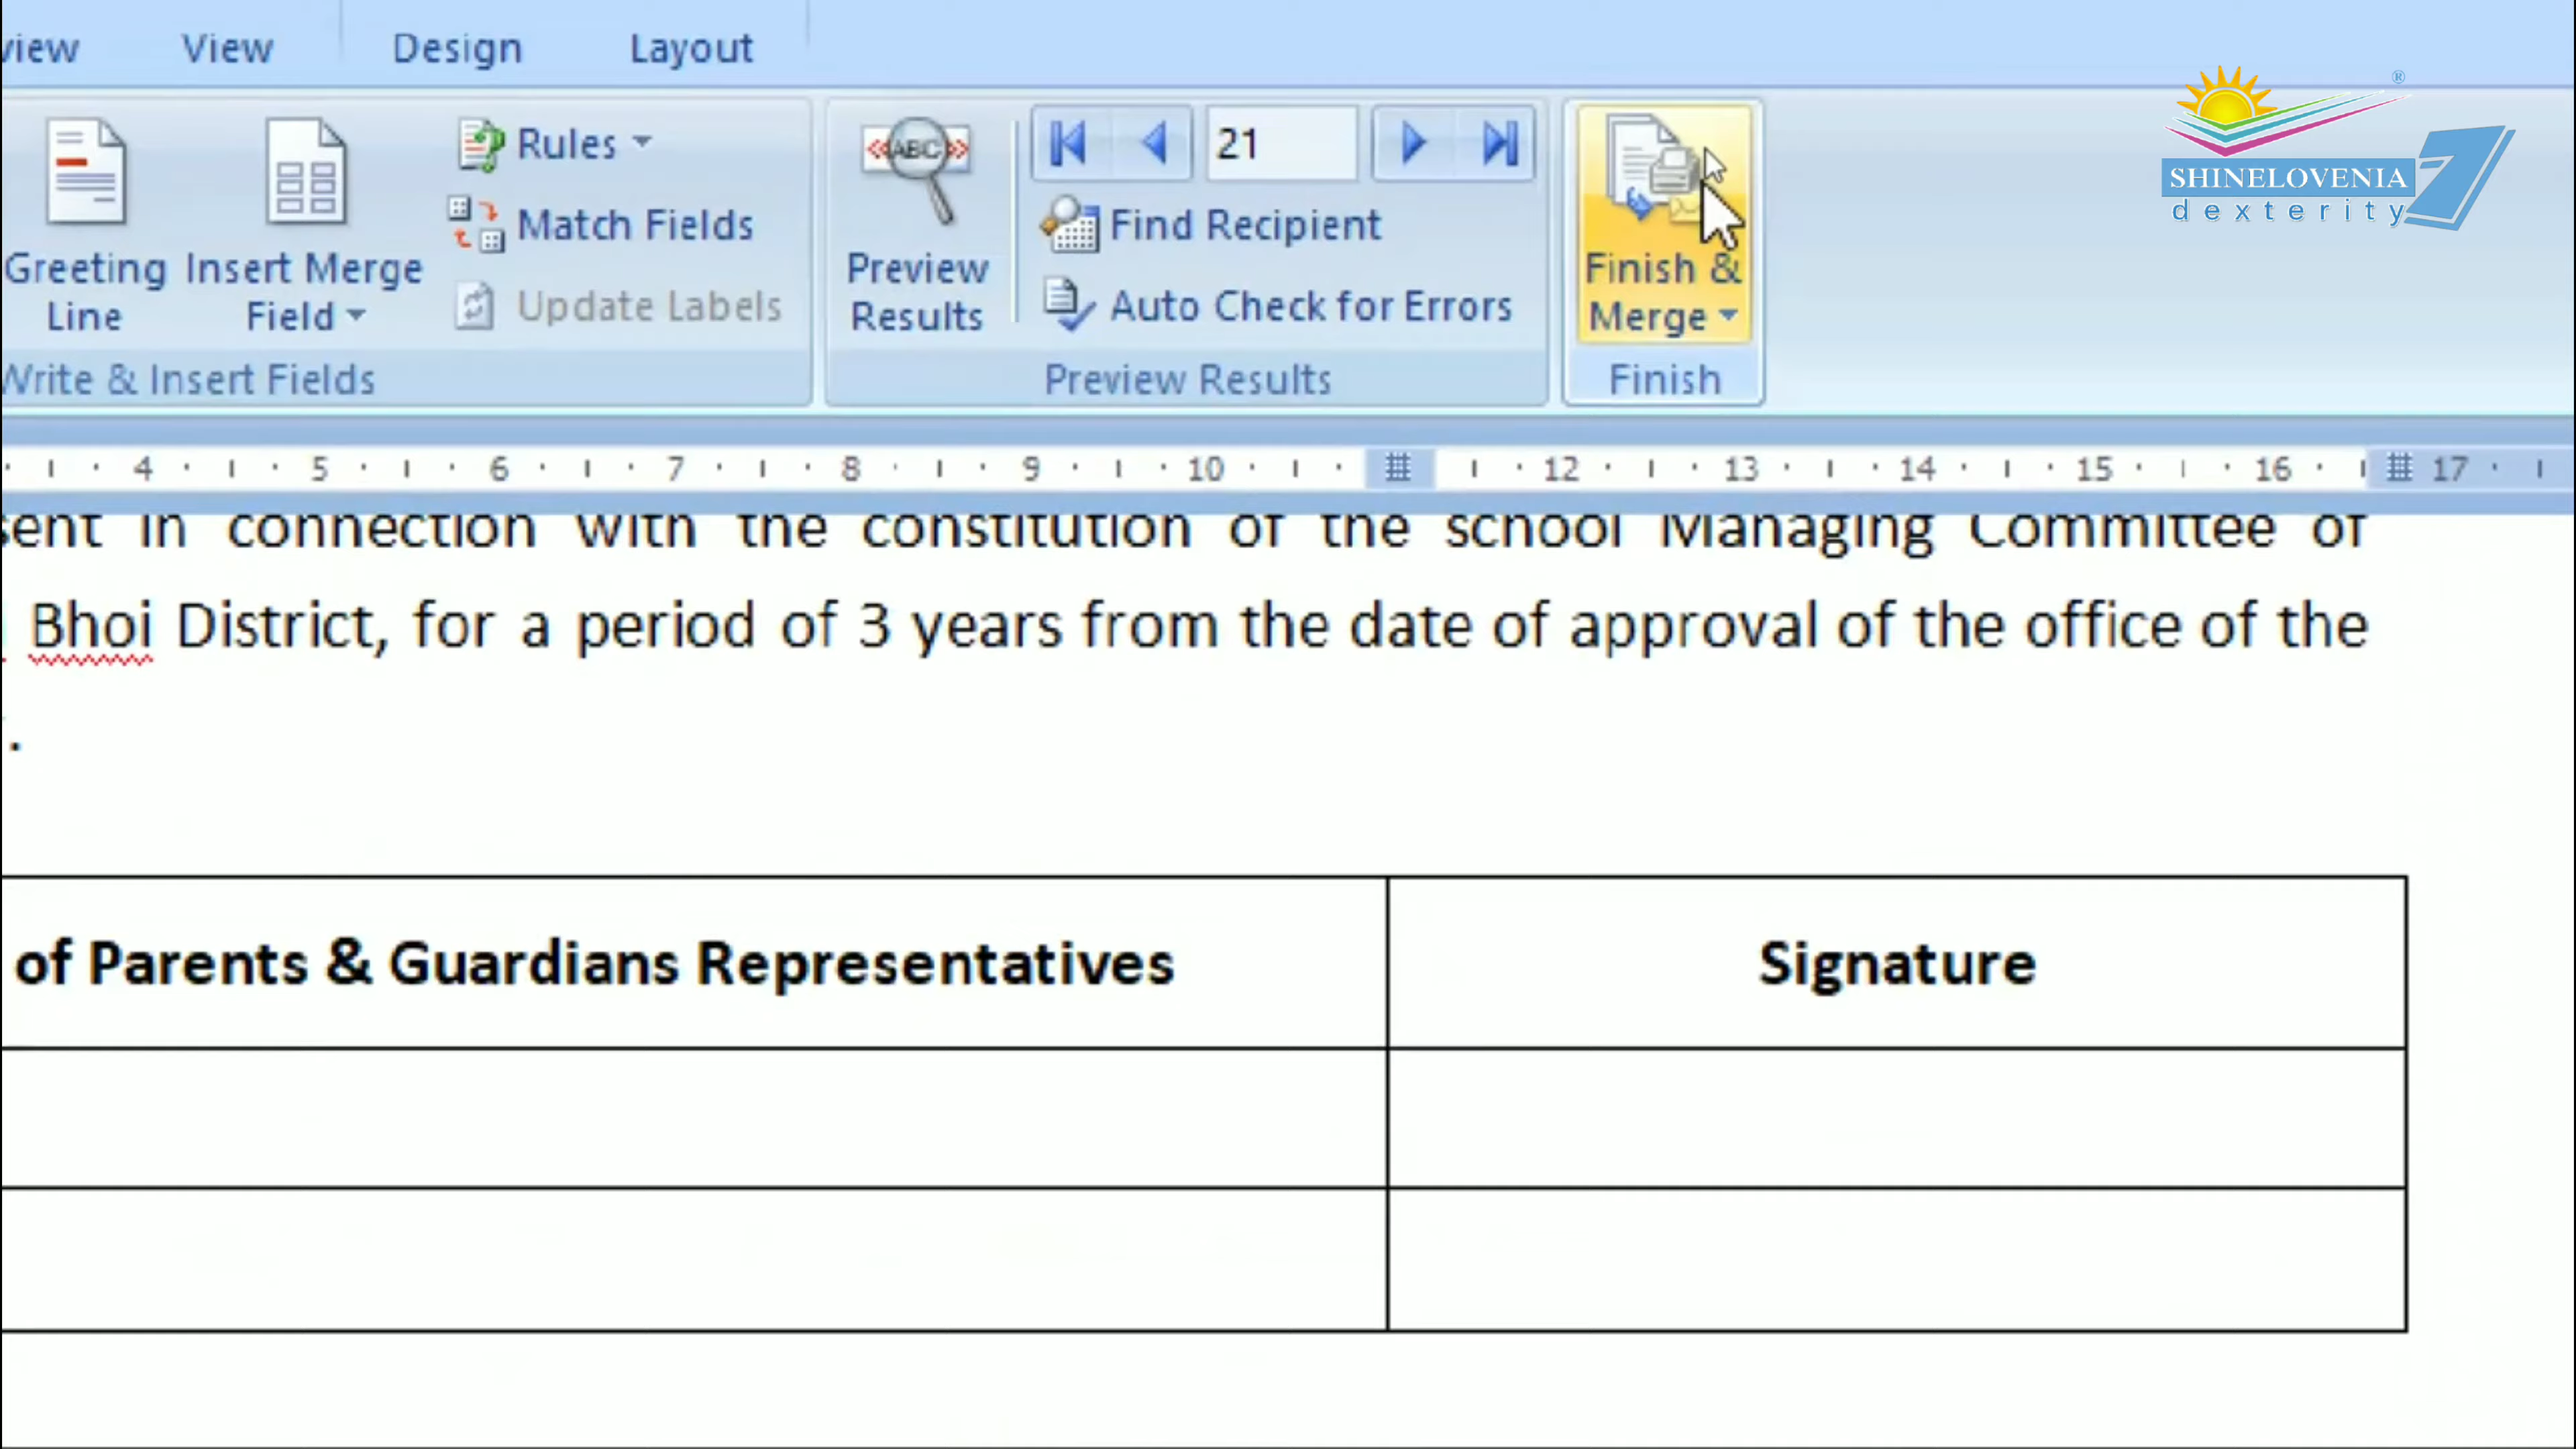 view View Design Layout
®
SHINELOVENIA 7
dexterity
Greeting Line
Insert Merge Field
Rules
Match Fields
Update Labels
Write & Insert Fields
«ABC»
Preview Results
21
Find Recipient
Auto Check for Errors
Preview Results
Finish & Merge
Finish
4 5 6 7 8 9 10 12 13 14 15 16 17
sent in connection with the constitution of the school Managing Committee of
Bhoi District, for a period of 3 years from the date of approval of the office of the
.
of Parents & Guardians Representatives
Signature